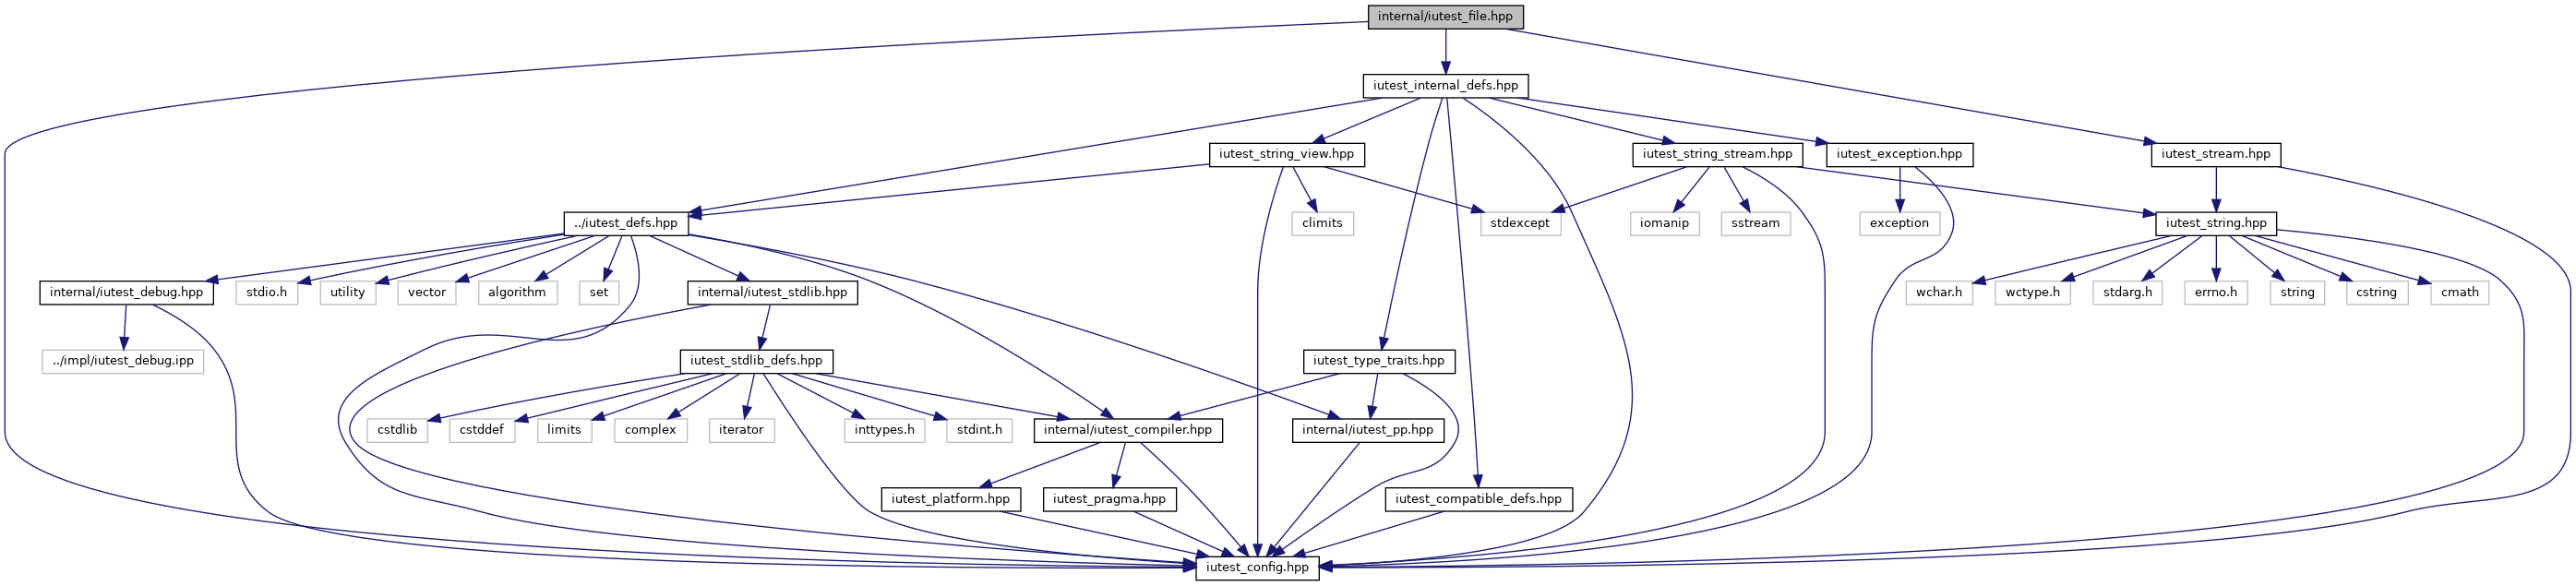 internal/iutest_file.hpp
iutest_internal_defs.hpp
iutest_string_view.hpp
iutest_string_stream.hpp
iutest_exception.hpp
iutest_stream.hpp
../iutest_defs.hpp
climits
stdexcept
iomanip
sstream
exception
iutest_string.hpp
internal/iutest_debug.hpp
stdio.h
utility
vector
algorithm
set
internal/iutest_stdlib.hpp
wchar.h
wctype.h
stdarg.h
errno.h
string
cstring
cmath
../impl/iutest_debug.ipp
iutest_stdlib_defs.hpp
iutest_type_traits.hpp
cstdlib
cstddef
limits
complex
iterator
inttypes.h
stdint.h
internal/iutest_compiler.hpp
internal/iutest_pp.hpp
iutest_platform.hpp
iutest_pragma.hpp
iutest_compatible_defs.hpp
iutest_config.hpp